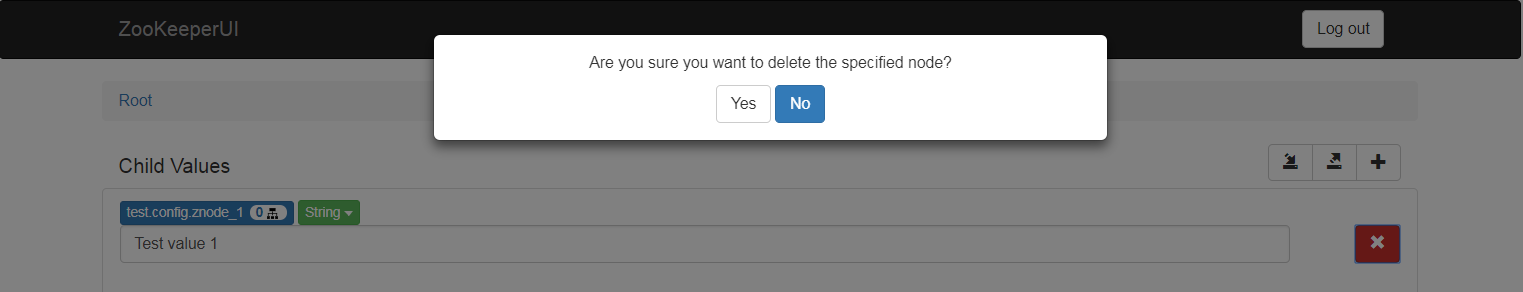 ZooKeeperUI
Log out
Are you sure you want to delete the specified node?
Yes No
Root
Child Values
test.config.znode_1 0 String
Test value 1